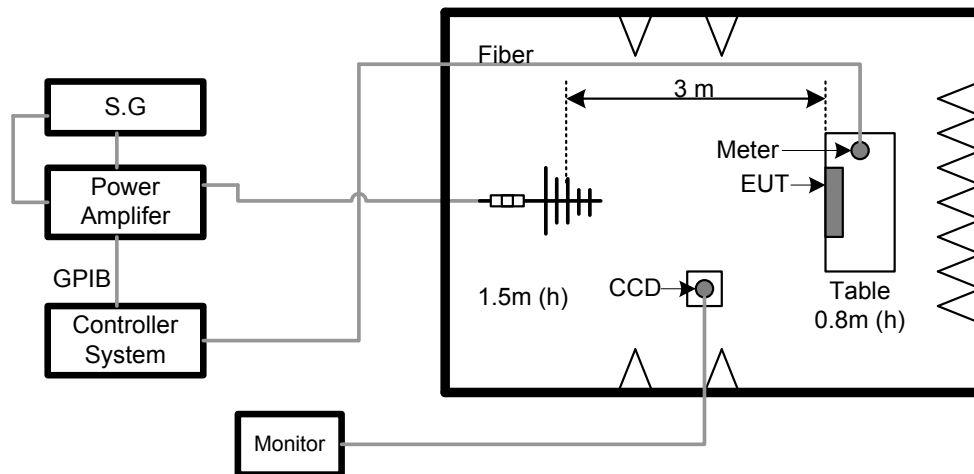 Fiber
S.G
3 m
Meter
Power
Amplifer
EUT
GPIB
1.5m (h)
CCD
Table
0.8m (h)
Controller
System
Monitor